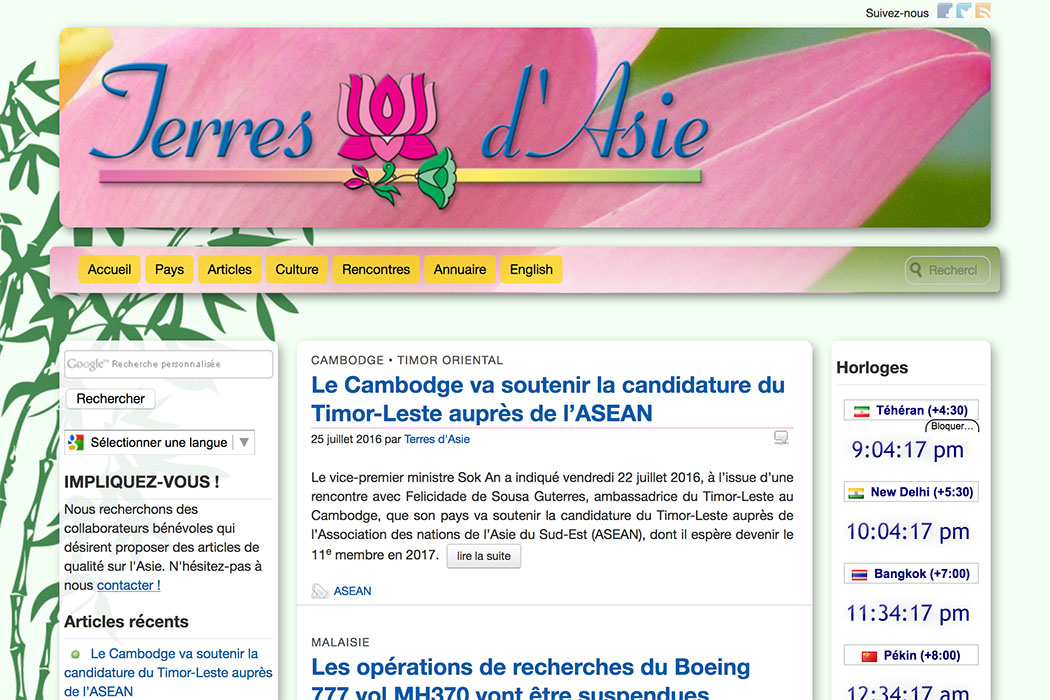 Suivez-nous
Terres d'Asie
Accueil Pays Articles Culture Rencontres Annuaire English
Recherc
Google™ Recherche personnalisée
Rechercher
Sélectionner une langue ▼
IMPLIQUEZ-VOUS !
Nous recherchons des
collaborateurs bénévoles qui
désirent proposer des articles de
qualité sur l'Asie. N'hésitez-pas à
nous contacter !
Articles récents
Le Cambodge va soutenir la
candidature du Timor-Leste auprès
de l'ASEAN
CAMBODGE • TIMOR ORIENTAL
Le Cambodge va soutenir la candidature du
Timor-Leste auprès de l’ASEAN
25 juillet 2016 par Terres d'Asie
Le vice-premier ministre Sok An a indiqué vendredi 22 juillet 2016, à l’issue d’une
rencontre avec Felicidade de Sousa Guterres, ambassadrice du Timor-Leste au
Cambodge, que son pays va soutenir la candidature du Timor-Leste auprès de
l’Association des nations de l’Asie du Sud-Est (ASEAN), dont il espère devenir le
11e membre en 2017. lire la suite
ASEAN
MALAISIE
Les opérations de recherches du Boeing
777 vol MH370 vont être suspendues
Horloges
Téhéran (+4:30)
Bloquer...
9:04:17 pm
New Delhi (+5:30)
10:04:17 pm
Bangkok (+7:00)
11:34:17 pm
Pékin (+8:00)
12:34:17 am